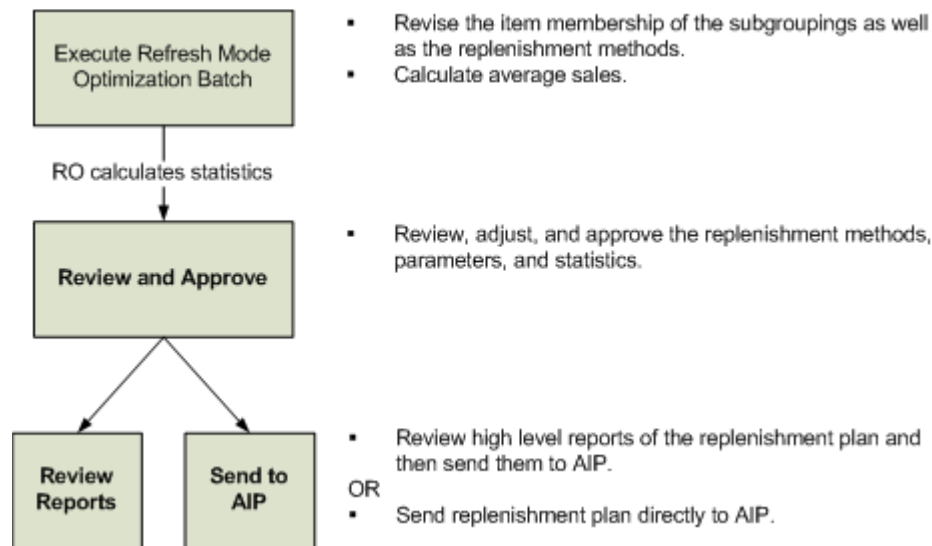 Execute Refresh Mode
Optimization Batch
▪ Revise the item membership of the subgroupings as well
as the replenishment methods.
▪ Calculate average sales.
RO calculates statistics
Review and Approve
▪ Review, adjust, and approve the replenishment methods,
parameters, and statistics.
Review
Reports
Send to
AIP
▪ Review high level reports of the replenishment plan and
then send them to AIP.
OR
▪ Send replenishment plan directly to AIP.